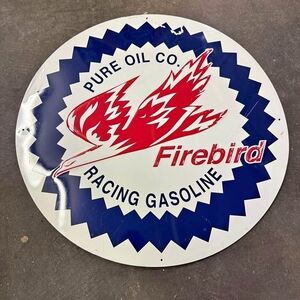 PURE OIL CO.
Firebird
RACING GASOLINE